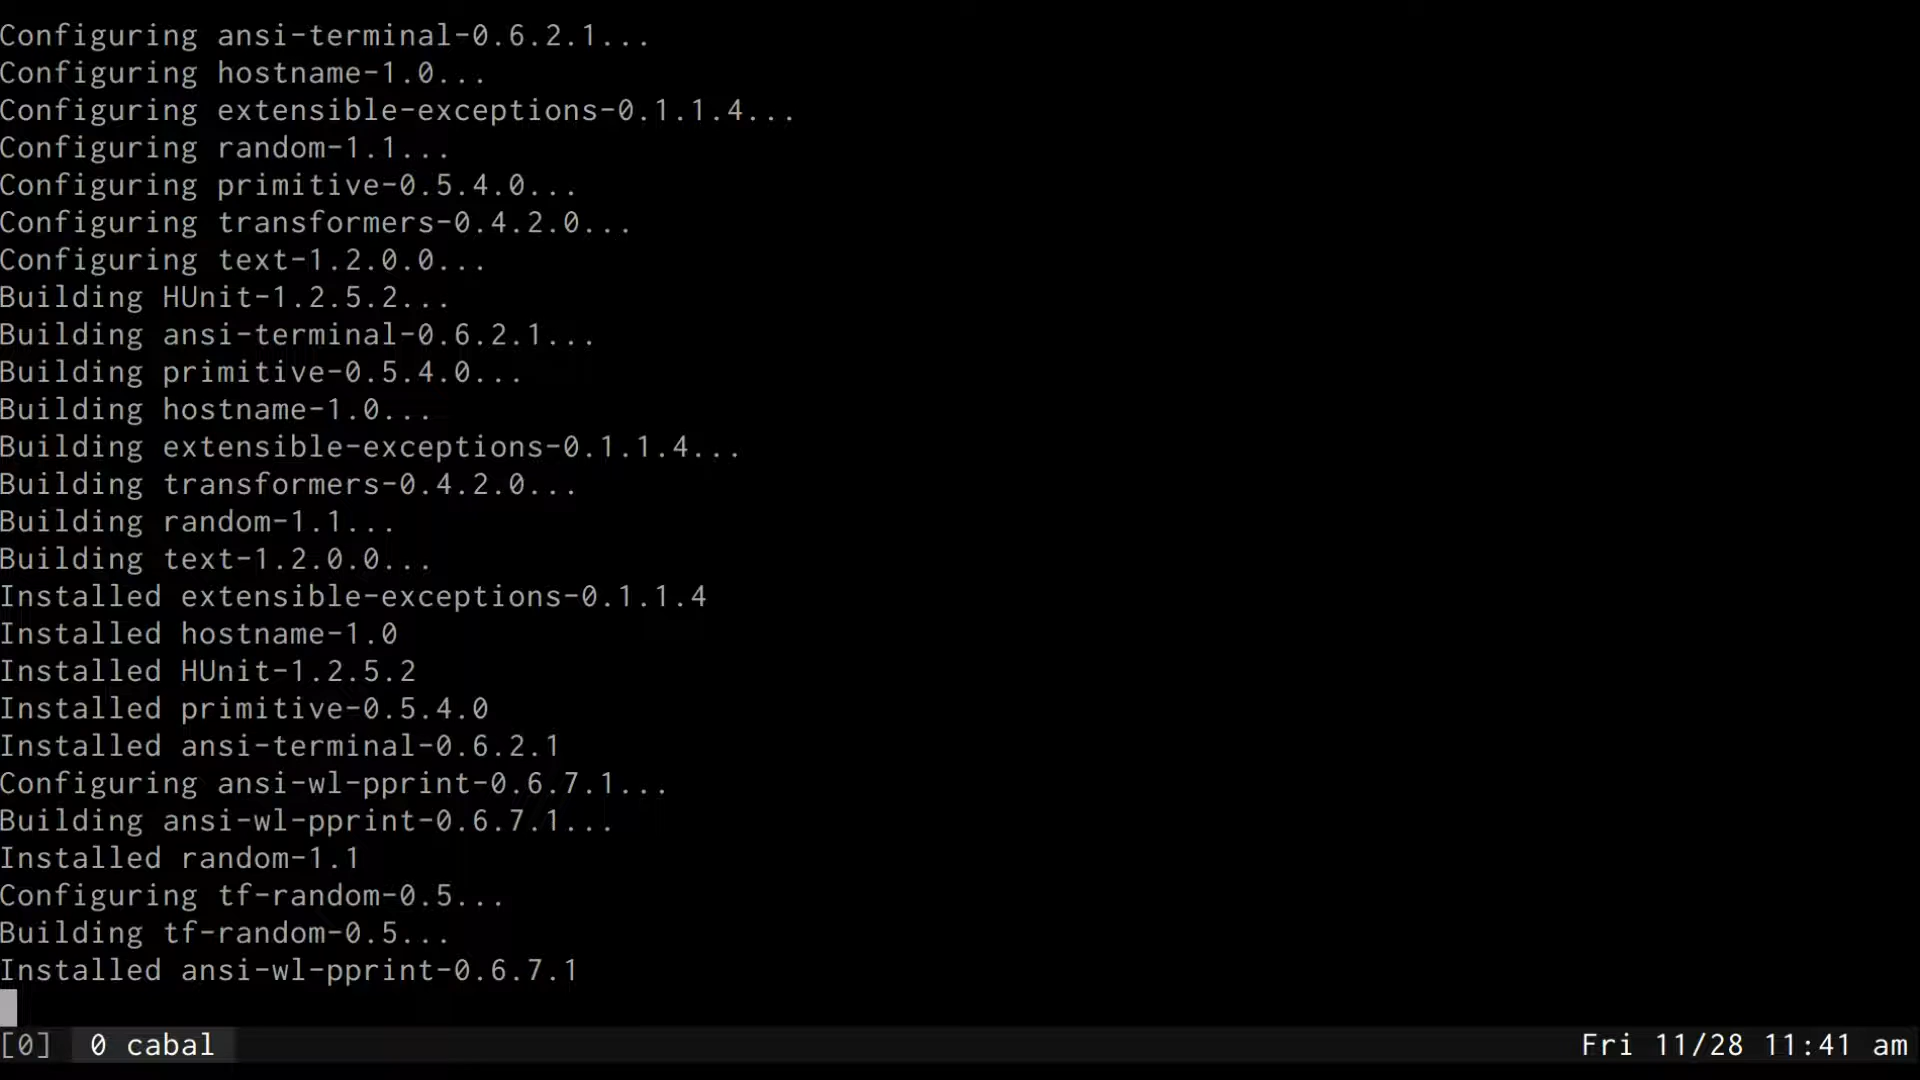 Configuring ansi-terminal-0.6.2.1...
Configuring hostname-1.0...
Configuring extensible-exceptions-0.1.1.4...
Configuring random-1.1...
Configuring primitive-0.5.4.0...
Configuring transformers-0.4.2.0...
Configuring text-1.2.0.0...
Building HUnit-1.2.5.2...
Building ansi-terminal-0.6.2.1...
Building primitive-0.5.4.0...
Building hostname-1.0...
Building extensible-exceptions-0.1.1.4...
Building transformers-0.4.2.0...
Building random-1.1...
Building text-1.2.0.0...
Installed extensible-exceptions-0.1.1.4
Installed hostname-1.0
Installed HUnit-1.2.5.2
Installed primitive-0.5.4.0
Installed ansi-terminal-0.6.2.1
Configuring ansi-wl-pprint-0.6.7.1...
Building ansi-wl-pprint-0.6.7.1...
Installed random-1.1
Configuring tf-random-0.5...
Building tf-random-0.5...
Installed ansi-wl-pprint-0.6.7.1
[0] 0 cabal Fri 11/28 11:41 am